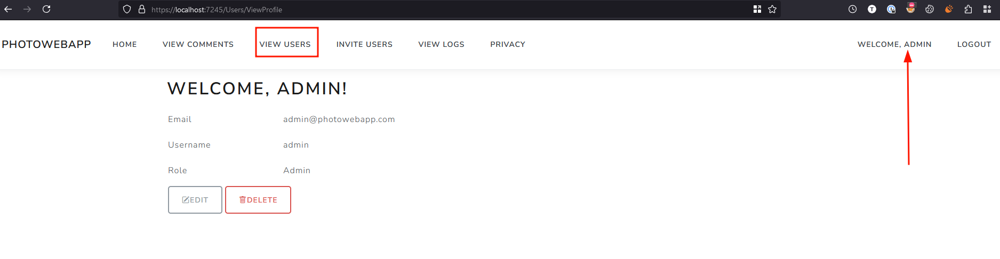 https://localhost:7245/Users/ViewProfile
PHOTOWEBAPP HOME VIEW COMMENTS VIEW USERS INVITE USERS VIEW LOGS PRIVACY WELCOME, ADMIN LOGOUT
WELCOME, ADMIN!
Email admin@photowebapp.com
Username admin
Role Admin
EDIT DELETE